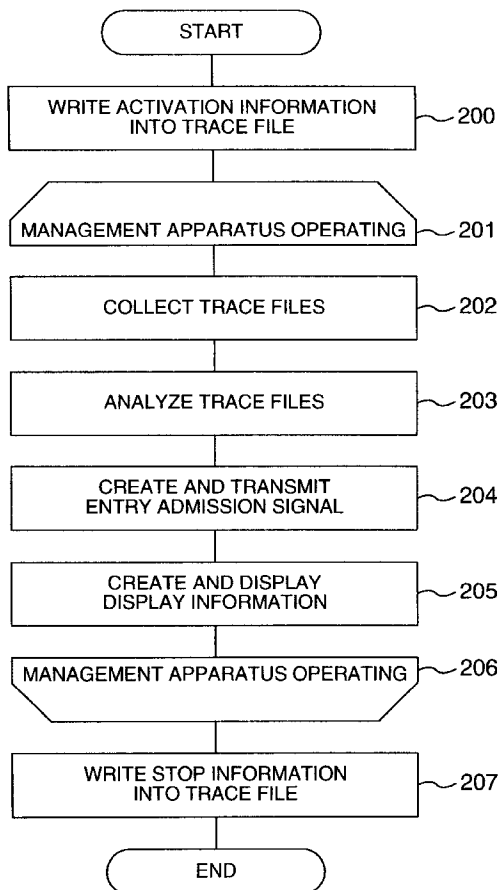 START
WRITE ACTIVATION INFORMATION
INTO TRACE FILE
200
MANAGEMENT APPARATUS OPERATING
201
COLLECT TRACE FILES
202
ANALYZE TRACE FILES
203
CREATE AND TRANSMIT
ENTRY ADMISSION SIGNAL
204
CREATE AND DISPLAY
DISPLAY INFORMATION
205
MANAGEMENT APPARATUS OPERATING
206
WRITE STOP INFORMATION
INTO TRACE FILE
207
END